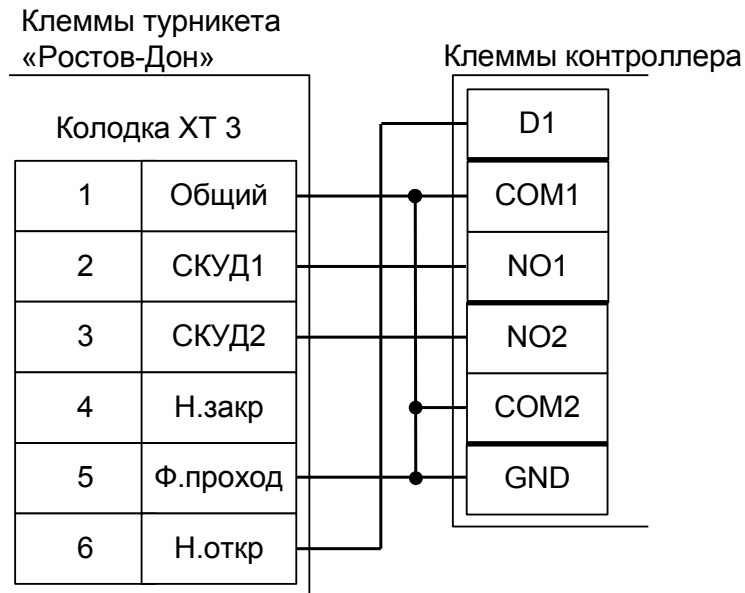 Клеммы турникета
«Ростов-Дон»
Клеммы контроллера
Колодка ХТ 3
1 Общий
2 СКУД1
3 СКУД2
4 Н.закр
5 Ф.проход
6 Н.откр
D1
COM1
NO1
NO2
COM2
GND